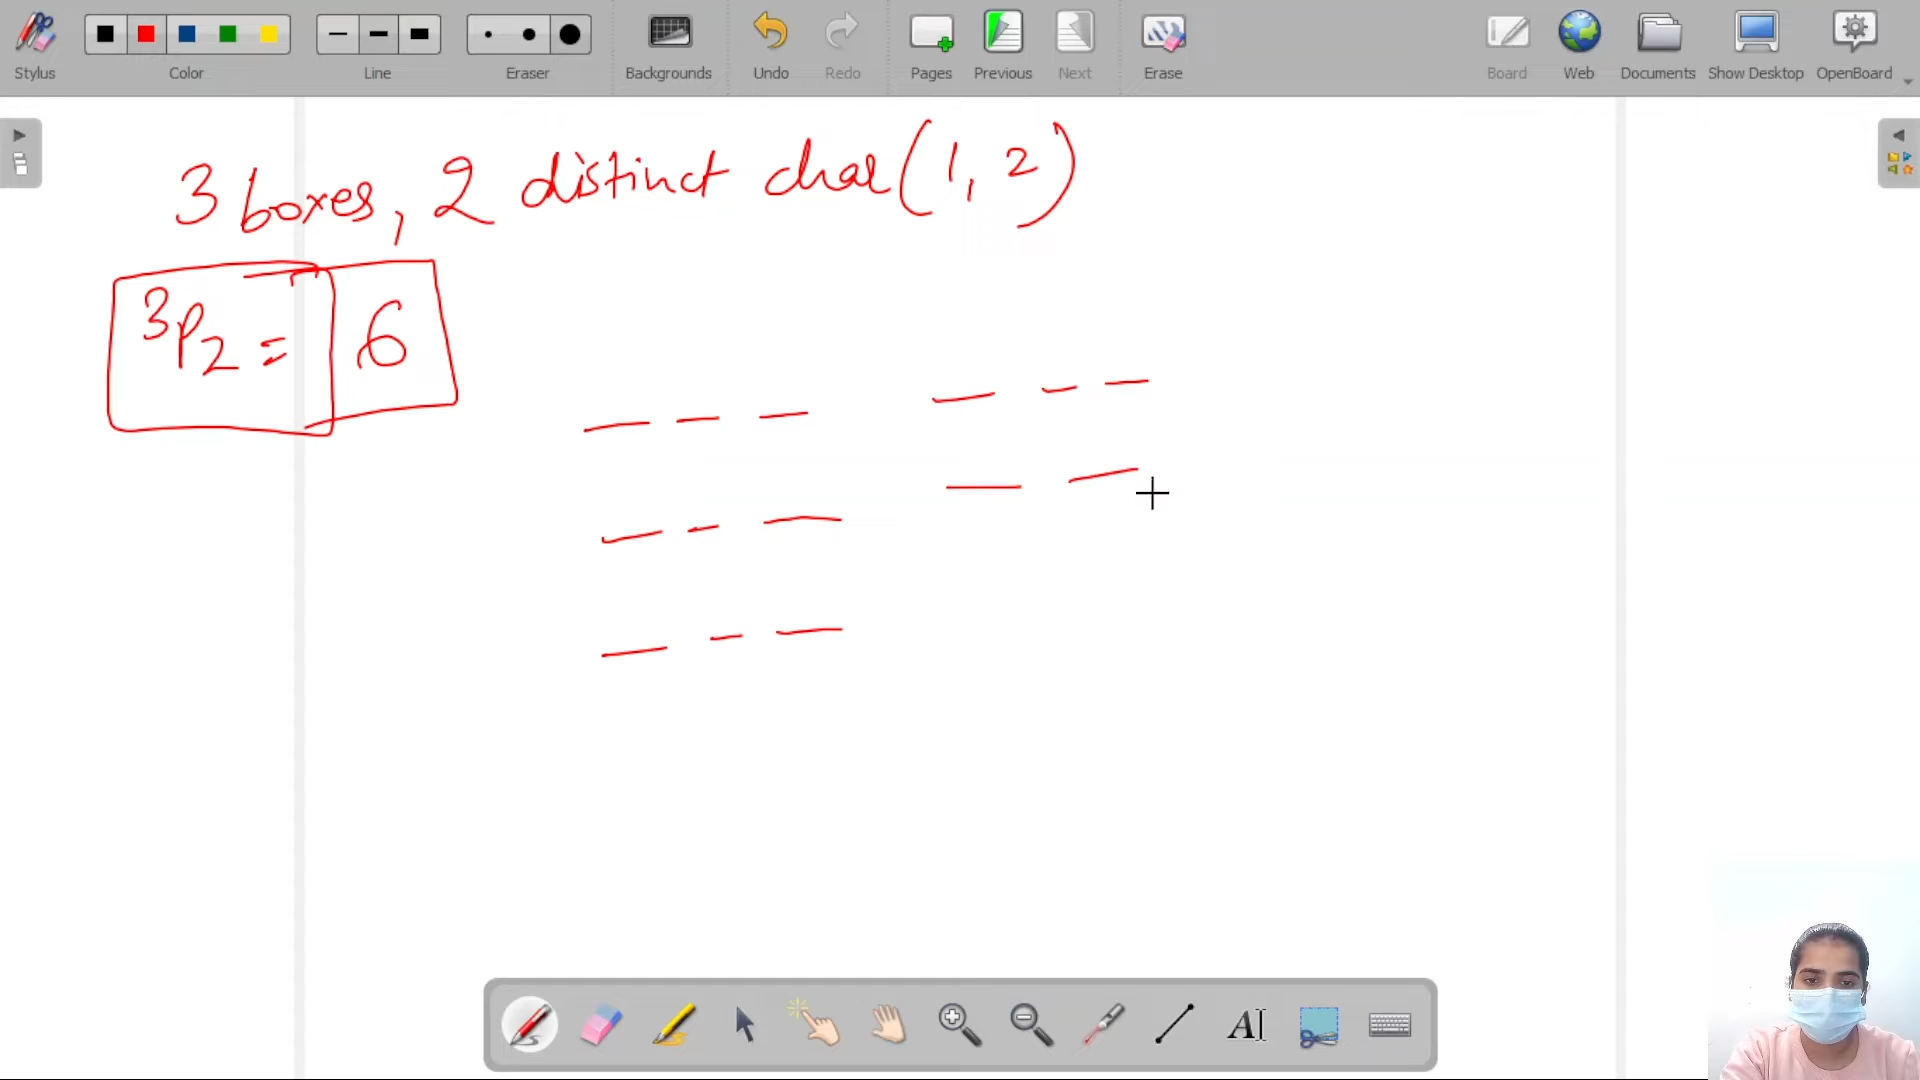 Stylus Color Line Eraser Backgrounds Undo Redo Pages Previous Next Erase Board Web Documents Show Desktop OpenBoard
3 boxes, 2 distinct char (1, 2)
³P₂ = 6